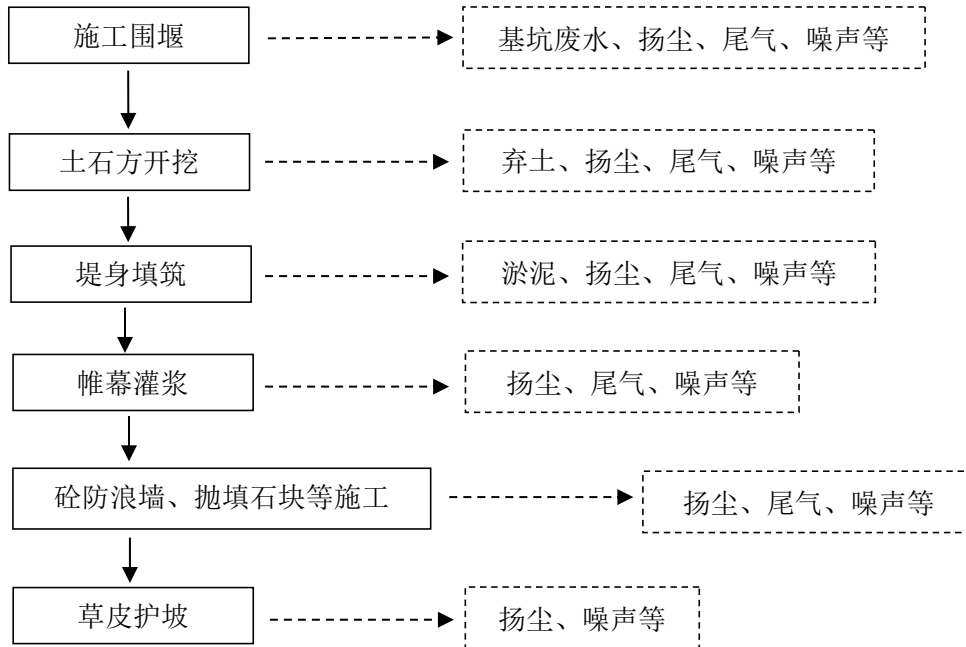 施工围堰
基坑废水、扬尘、尾气、噪声等
土石方开挖
弃土、扬尘、尾气、噪声等
堤身填筑
淤泥、扬尘、尾气、噪声等
帷幕灌浆
扬尘、尾气、噪声等
砼防浪墙、抛填石块等施工
扬尘、尾气、噪声等
草皮护坡
扬尘、噪声等